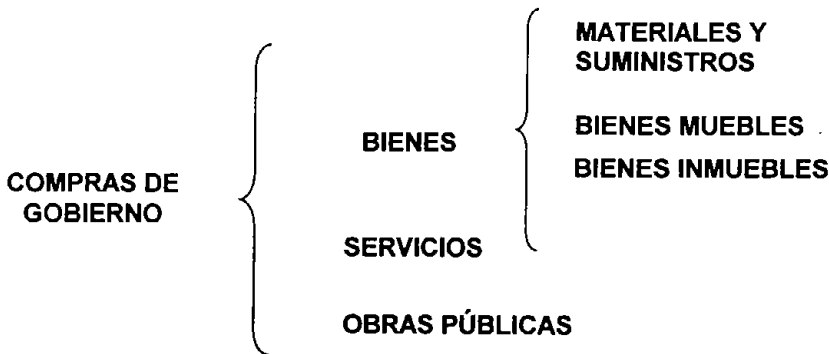 COMPRAS DE
GOBIERNO
BIENES
SERVICIOS
OBRAS PÚBLICAS
MATERIALES Y
SUMINISTROS
BIENES MUEBLES
BIENES INMUEBLES